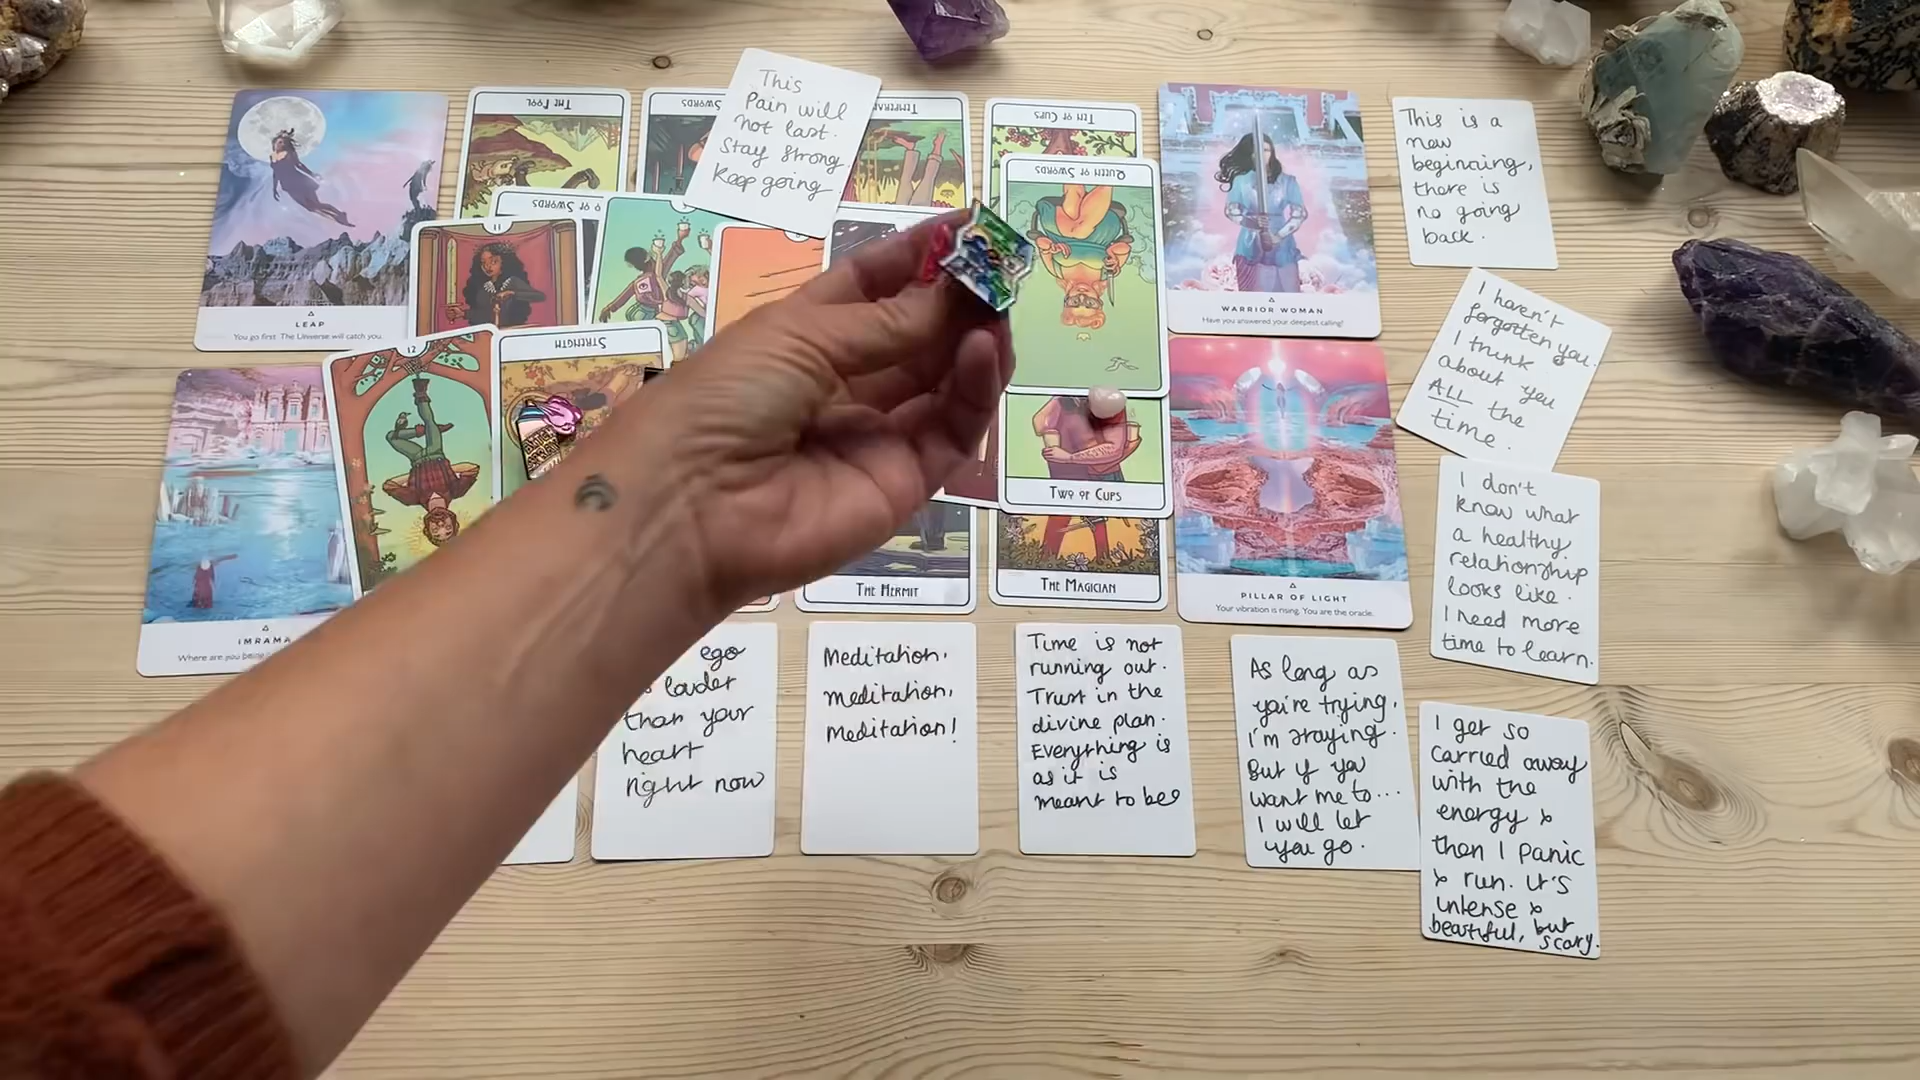 THE FOOL
SWORDS
This
Pain will
not last.
Stay strong.
Keep going
TEN OF CUPS
OF SWORDS
QUEEN OF SWORDS
11
LEAP
You go first. The Universe will catch you.
WARRIOR WOMAN
Have you answered your deepest calling?
This is a
new
beginning,
there is
no going
back.
I haven't
forgotten you.
I think
about you
ALL the
time.
12
STRENGTH
TWO OF CUPS
THE HERMIT
THE MAGICIAN
PILLAR OF LIGHT
Your vibration is rising. You are the oracle.
IMRAMA
Where are you being
I don't
know what
a healthy
relationship
looks like.
I need more
time to learn.
ego
louder
than your
heart
right now
Meditation,
meditation,
meditation!
Time is not
running out.
Trust in the
divine plan.
Everything is
as it is
meant to be
As long as
you're trying,
I'm staying.
But if you
want me to...
I will let
you go.
I get so
carried away
with the
energy &
then I panic
& run. It's
intense &
beautiful, but
scary.